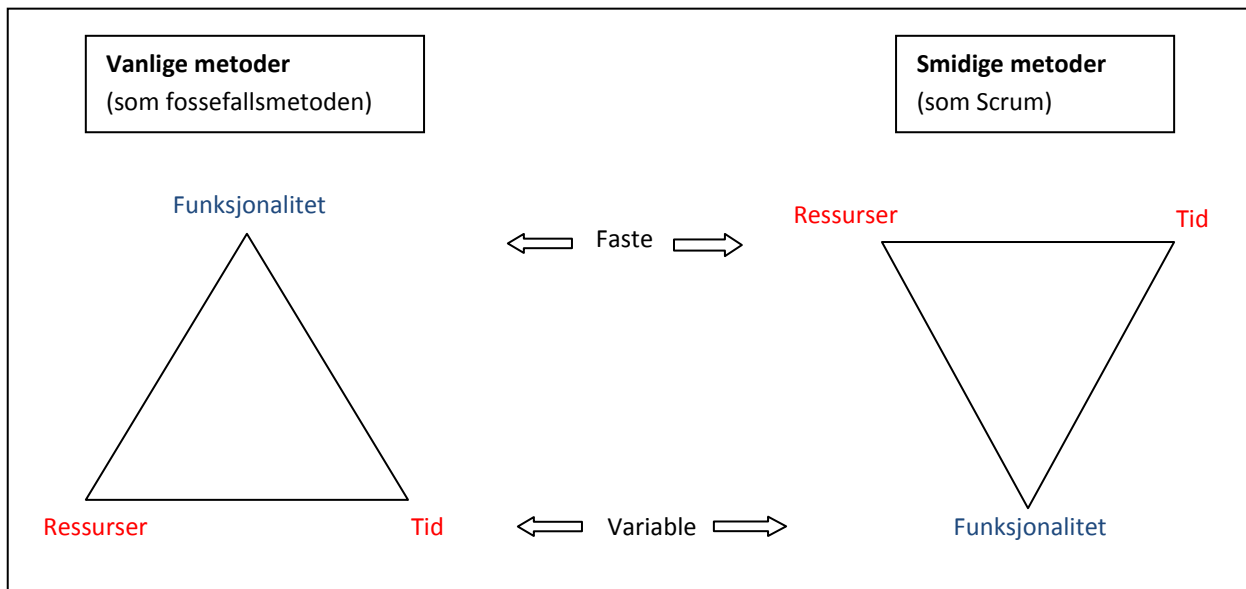 Vanlige metoder
(som fossefallsmetoden)
Smidige metoder
(som Scrum)
Funksjonalitet
Ressurser
Tid
Faste
Ressurser
Tid
Variable
Funksjonalitet